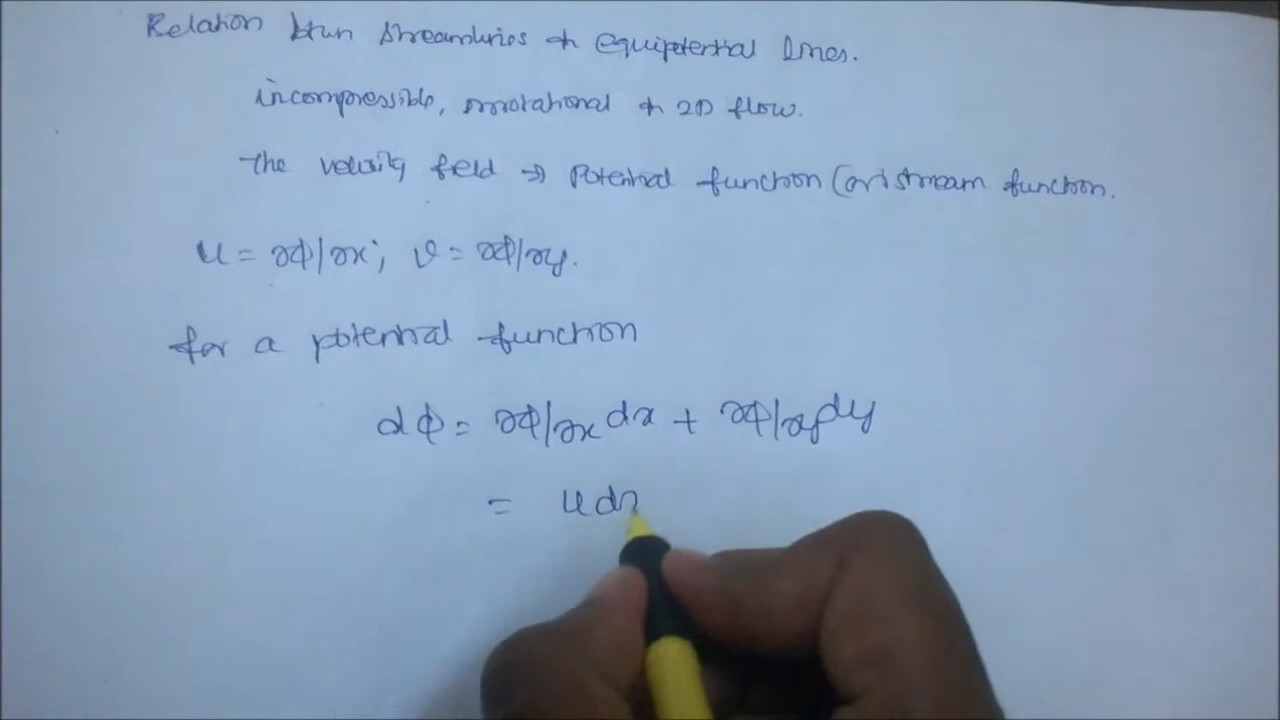 Relation btwn streamlines & equipotential lines.
incompressible, irrotational & 2D flow.
The velocity field → Potential function (or) stream function.
u = ∂Φ/∂x ; v = ∂Φ/∂y.
for a potential function
dΦ = ∂Φ/∂x dx + ∂Φ/∂y dy
= u dx